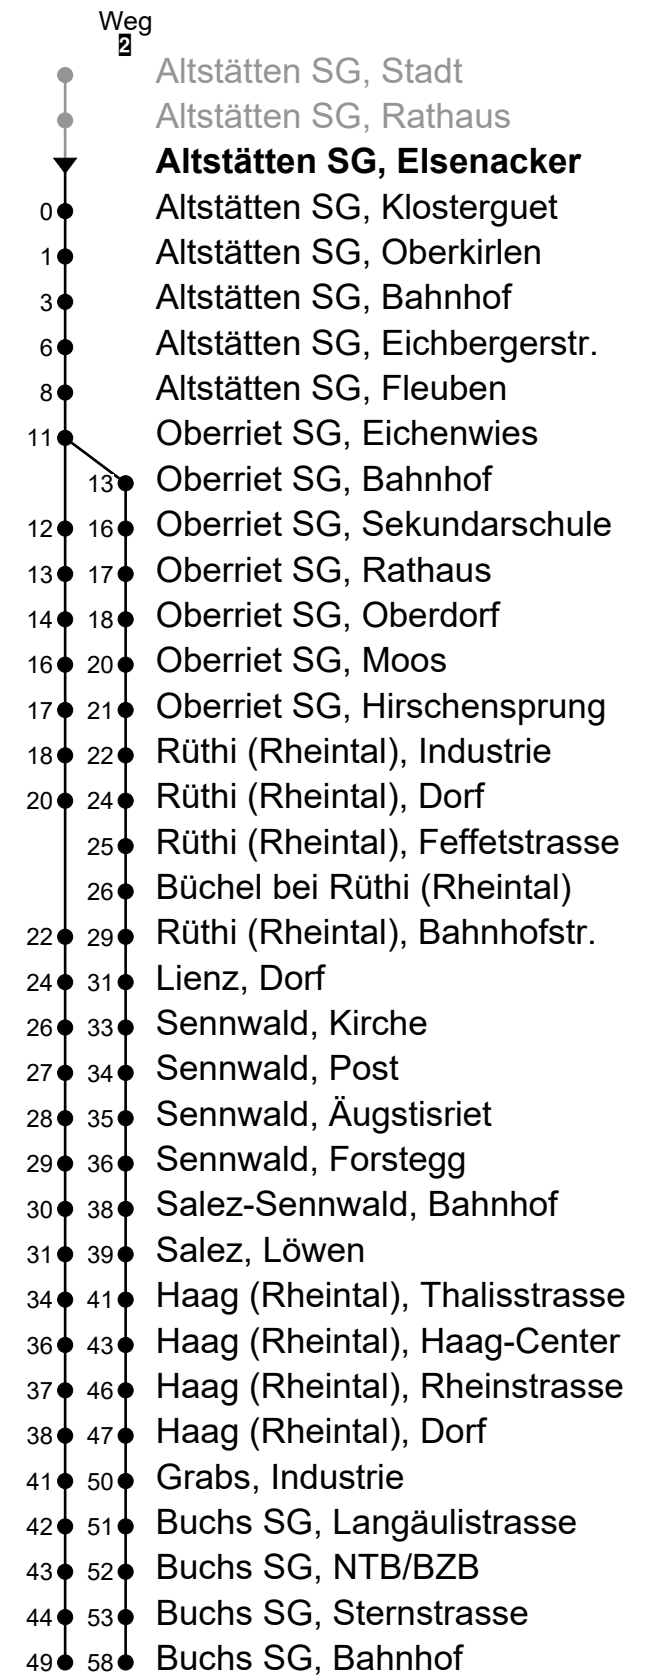 Weg
2
Altstätten SG, Stadt
Altstätten SG, Rathaus
Altstätten SG, Elsenacker
0 Altstätten SG, Klosterguet
1 Altstätten SG, Oberkirlen
3 Altstätten SG, Bahnhof
6 Altstätten SG, Eichbergerstr.
8 Altstätten SG, Fleuben
11 Oberriet SG, Eichenwies
13 Oberriet SG, Bahnhof
12 16 Oberriet SG, Sekundarschule
13 17 Oberriet SG, Rathaus
14 18 Oberriet SG, Oberdorf
16 20 Oberriet SG, Moos
17 21 Oberriet SG, Hirschensprung
18 22 Rüthi (Rheintal), Industrie
20 24 Rüthi (Rheintal), Dorf
25 Rüthi (Rheintal), Feffetstrasse
26 Büchel bei Rüthi (Rheintal)
22 29 Rüthi (Rheintal), Bahnhofstr.
24 31 Lienz, Dorf
26 33 Sennwald, Kirche
27 34 Sennwald, Post
28 35 Sennwald, Äugstisriet
29 36 Sennwald, Forstegg
30 38 Salez-Sennwald, Bahnhof
31 39 Salez, Löwen
34 41 Haag (Rheintal), Thalisstrasse
36 43 Haag (Rheintal), Haag-Center
37 46 Haag (Rheintal), Rheinstrasse
38 47 Haag (Rheintal), Dorf
41 50 Grabs, Industrie
42 51 Buchs SG, Langäulistrasse
43 52 Buchs SG, NTB/BZB
44 53 Buchs SG, Sternstrasse
49 58 Buchs SG, Bahnhof